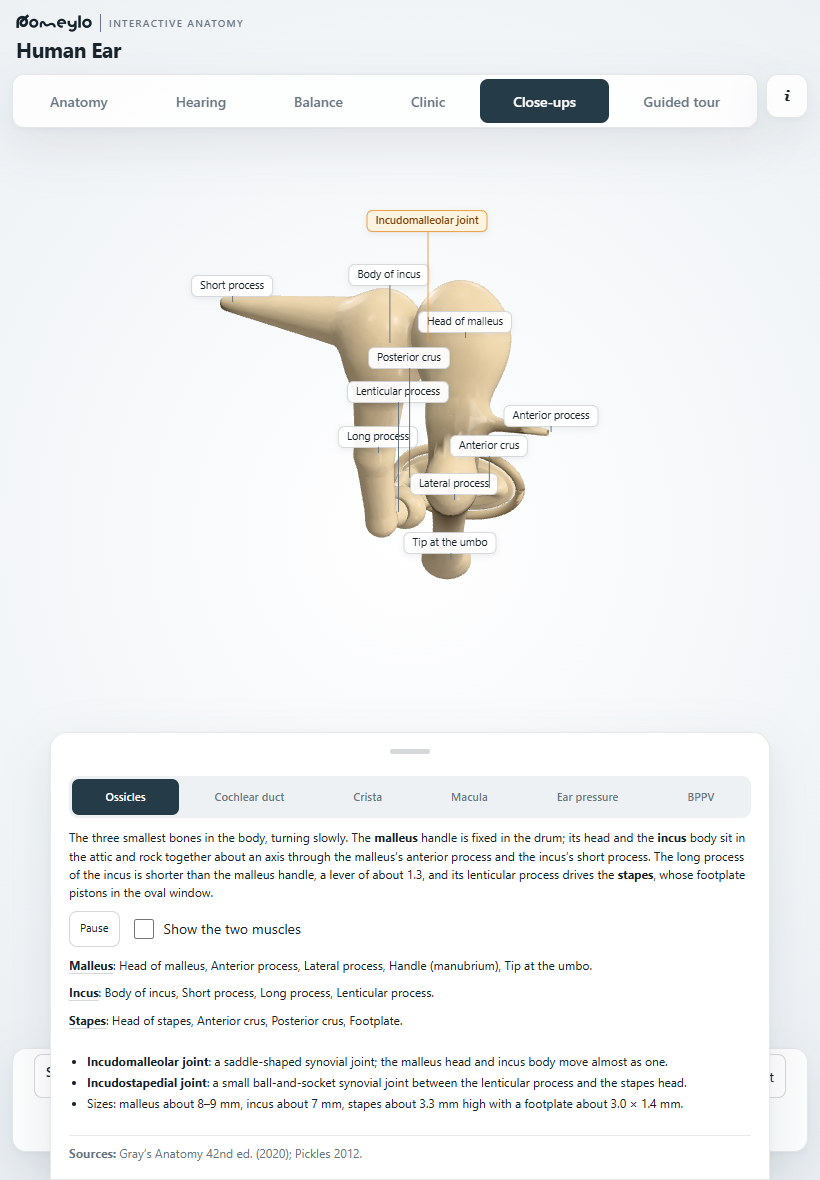 Domeylo | INTERACTIVE ANATOMY
Human Ear
Anatomy Hearing Balance Clinic Close-ups Guided tour i
Incudomalleolar joint
Body of incus
Short process
Head of malleus
Posterior crus
Lenticular process
Anterior process
Long process
Anterior crus
Lateral process
Tip at the umbo
Ossicles Cochlear duct Crista Macula Ear pressure BPPV
The three smallest bones in the body, turning slowly. The malleus handle is fixed in the drum; its head and the incus body sit in
the attic and rock together about an axis through the malleus's anterior process and the incus's short process. The long process
of the incus is shorter than the malleus handle, a lever of about 1.3, and its lenticular process drives the stapes, whose footplate
pistons in the oval window.
Pause Show the two muscles
Malleus: Head of malleus, Anterior process, Lateral process, Handle (manubrium), Tip at the umbo.
Incus: Body of incus, Short process, Long process, Lenticular process.
Stapes: Head of stapes, Anterior crus, Posterior crus, Footplate.
• Incudomalleolar joint: a saddle-shaped synovial joint; the malleus head and incus body move almost as one.
• Incudostapedial joint: a small ball-and-socket synovial joint between the lenticular process and the stapes head.
• Sizes: malleus about 8–9 mm, incus about 7 mm, stapes about 3.3 mm high with a footplate about 3.0 × 1.4 mm.
Sources: Gray's Anatomy 42nd ed. (2020); Pickles 2012.